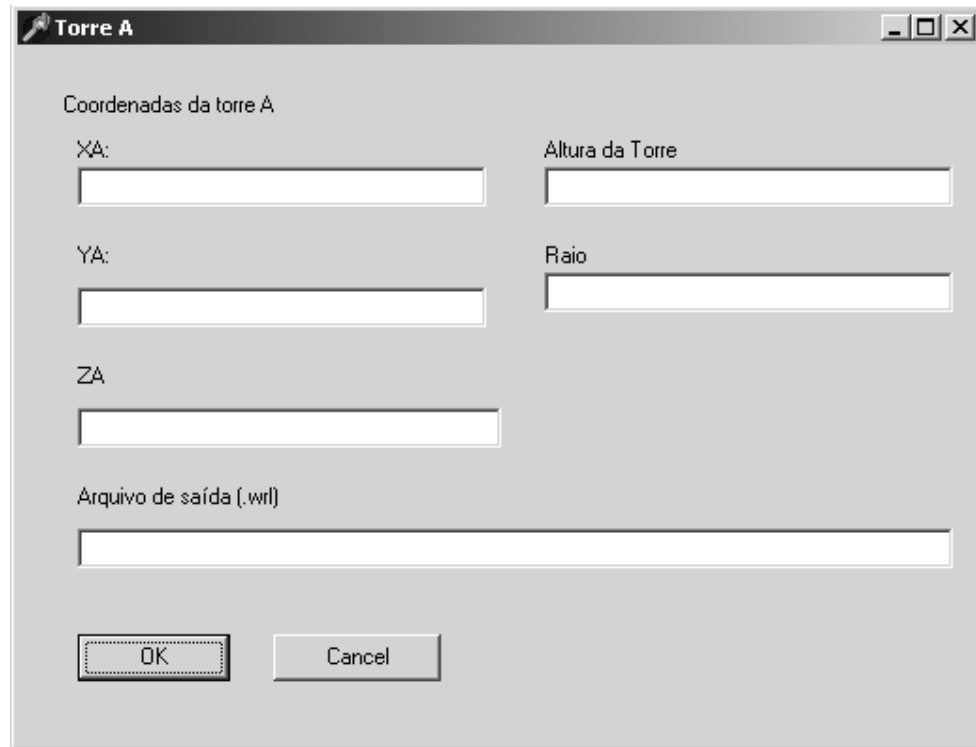 Torre A
Coordenadas da torre A
XA:
Altura da Torre
YA:
Raio
ZA
Arquivo de saída (.wrl)
OK
Cancel